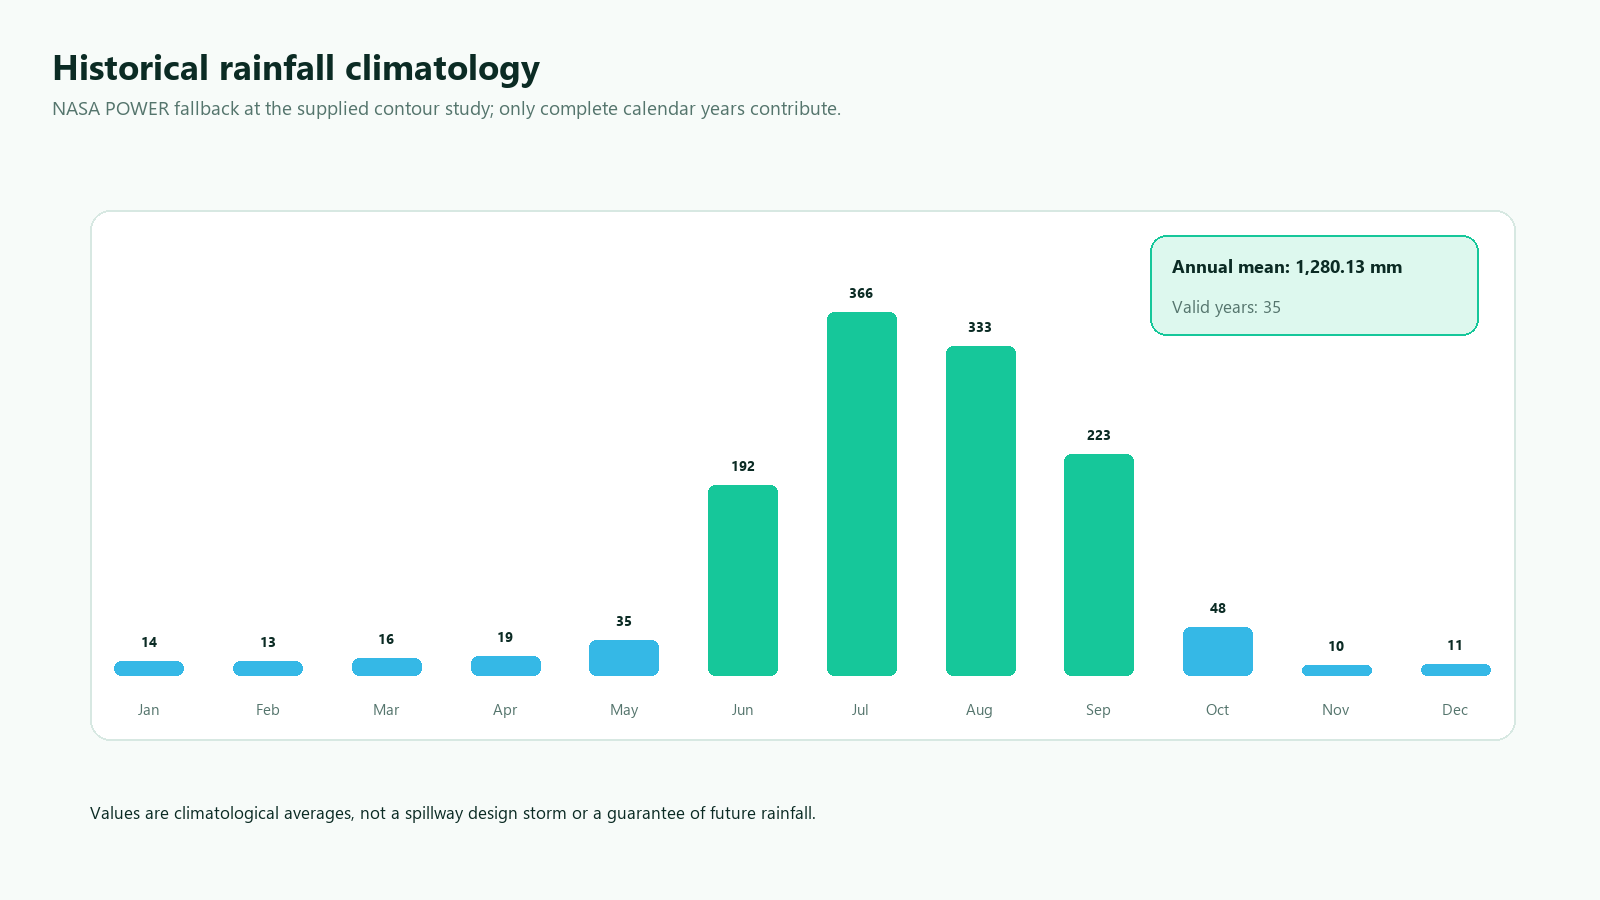 Historical rainfall climatology
NASA POWER fallback at the supplied contour study; only complete calendar years contribute.
Annual mean: 1,280.13 mm
Valid years: 35
366
333
223
192
48
35
19
16
14
13
11
10
Jan Feb Mar Apr May Jun Jul Aug Sep Oct Nov Dec
Values are climatological averages, not a spillway design storm or a guarantee of future rainfall.